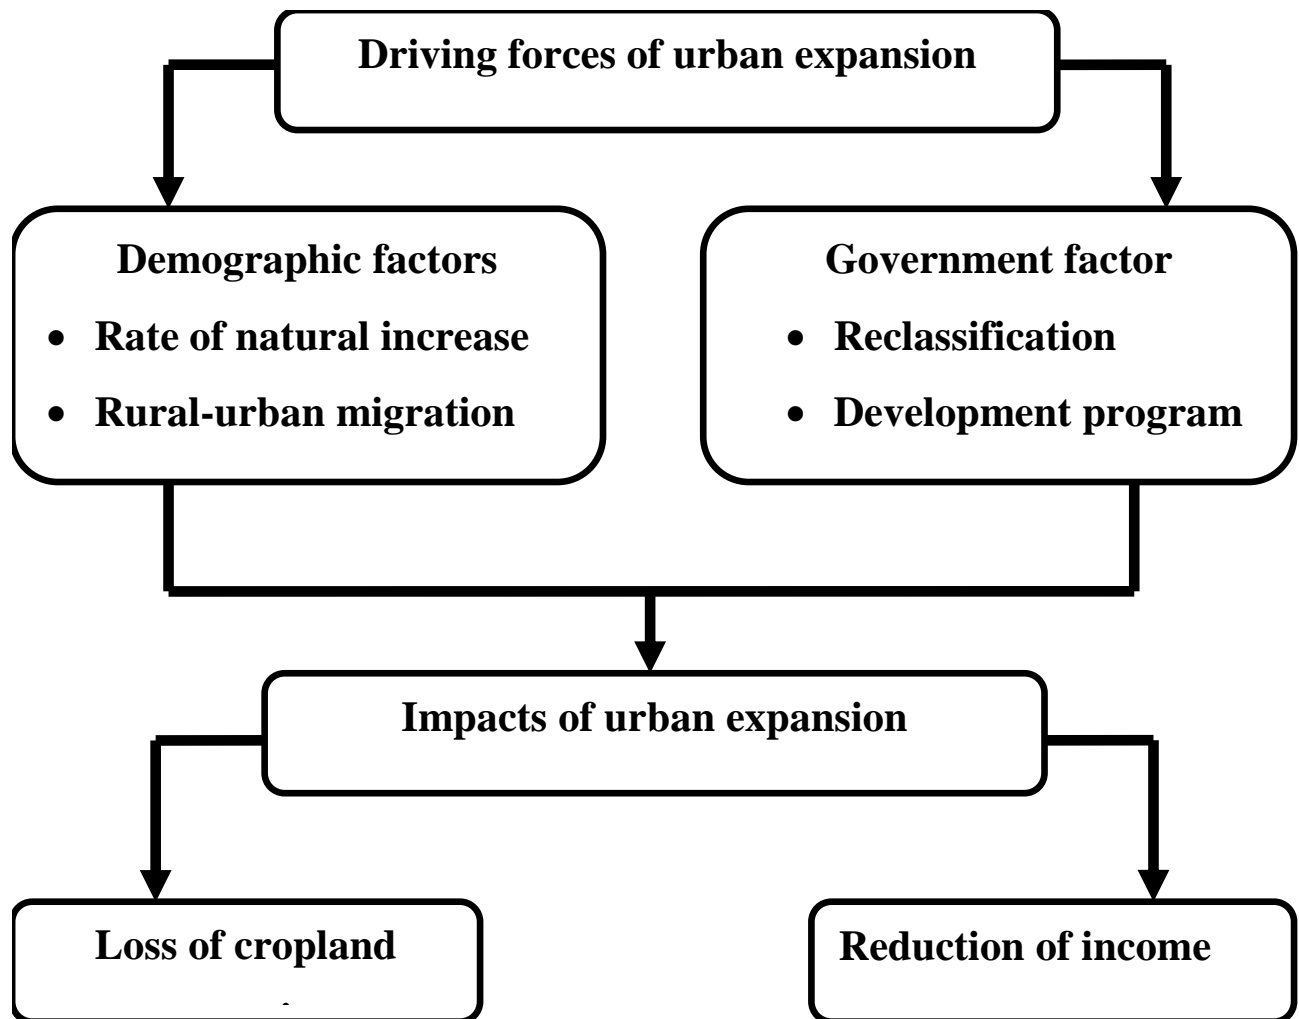 Driving forces of urban expansion
Demographic factors
• Rate of natural increase
• Rural-urban migration
Government factor
• Reclassification
• Development program
Impacts of urban expansion
Loss of cropland
Reduction of income